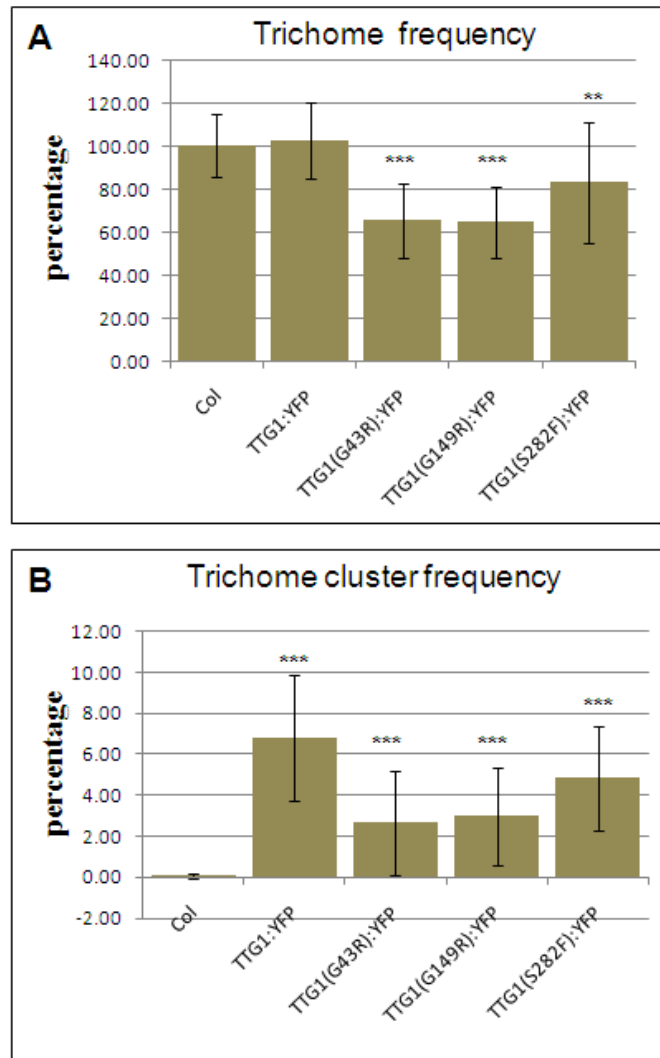 A
Trichome frequency
percentage
140.00
120.00
100.00
80.00
60.00
40.00
20.00
0.00
**
***
***
Col
TTG1:YFP
TTG1(G43R):YFP
TTG1(G149R):YFP
TTG1(S282F):YFP
B
Trichome cluster frequency
percentage
12.00
10.00
8.00
6.00
4.00
2.00
0.00
-2.00
***
***
***
***
Col
TTG1:YFP
TTG1(G43R):YFP
TTG1(G149R):YFP
TTG1(S282F):YFP